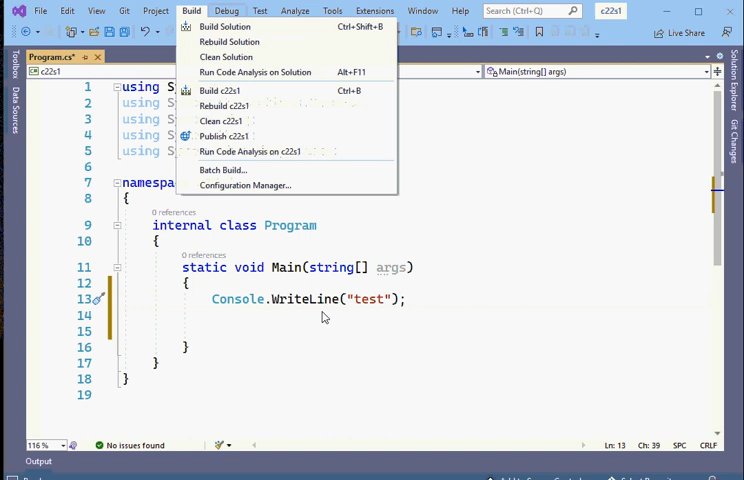 File Edit View Git Project Build Debug Test Analyze Tools Extensions Window Help Search (Ctrl+Q) c22s1
Live Share
Program.cs*
c22s1 Main(string[] args)
Build Solution Ctrl+Shift+B
Rebuild Solution
Clean Solution
Run Code Analysis on Solution Alt+F11
Build c22s1 Ctrl+B
Rebuild c22s1
Clean c22s1
Publish c22s1
Run Code Analysis on c22s1
Batch Build...
Configuration Manager...
Toolbox
Data Sources
Solution Explorer
Git Changes
1 using S
2 using S
3 using S
4 using S
5 using S
6
7 namespa
8 {
0 references
9 internal class Program
10 {
0 references
11 static void Main(string[] args)
12 {
13 Console.WriteLine("test");
14
15
16 }
17 }
18 }
19
116 % No issues found Ln: 13 Ch: 39 SPC CRLF
Output